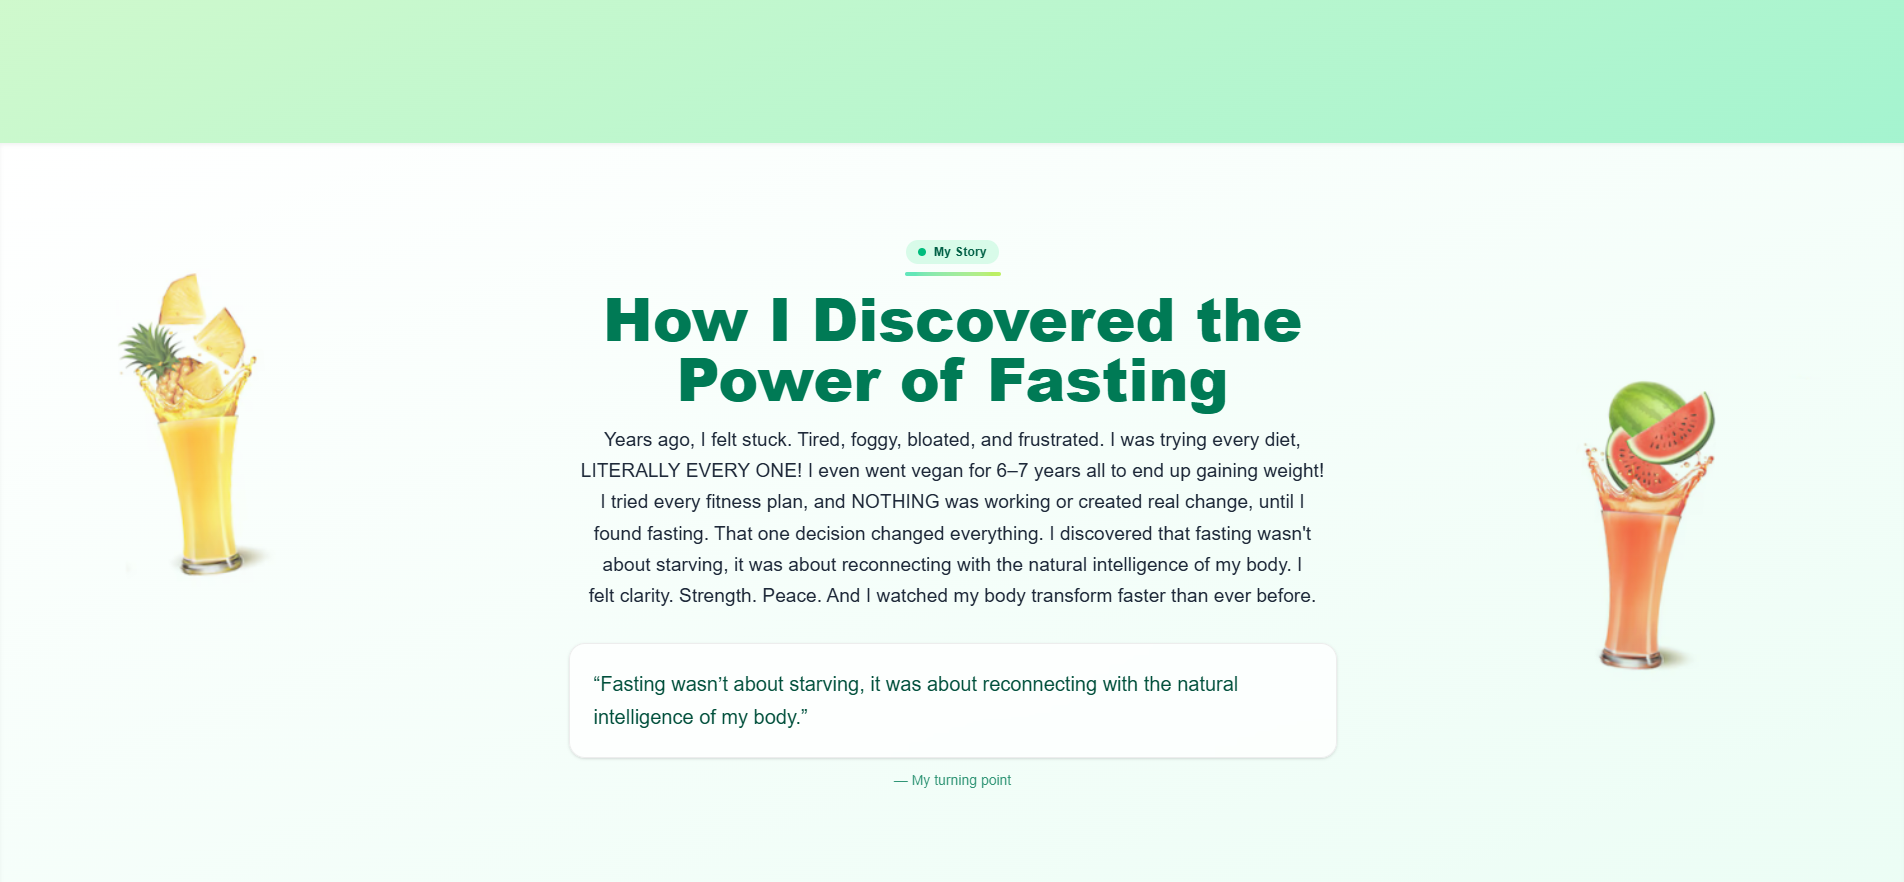 My Story
How I Discovered the
Power of Fasting
Years ago, I felt stuck. Tired, foggy, bloated, and frustrated. I was trying every diet,
LITERALLY EVERY ONE! I even went vegan for 6–7 years all to end up gaining weight!
I tried every fitness plan, and NOTHING was working or created real change, until I
found fasting. That one decision changed everything. I discovered that fasting wasn't
about starving, it was about reconnecting with the natural intelligence of my body. I
felt clarity. Strength. Peace. And I watched my body transform faster than ever before.
“Fasting wasn’t about starving, it was about reconnecting with the natural
intelligence of my body.”
— My turning point